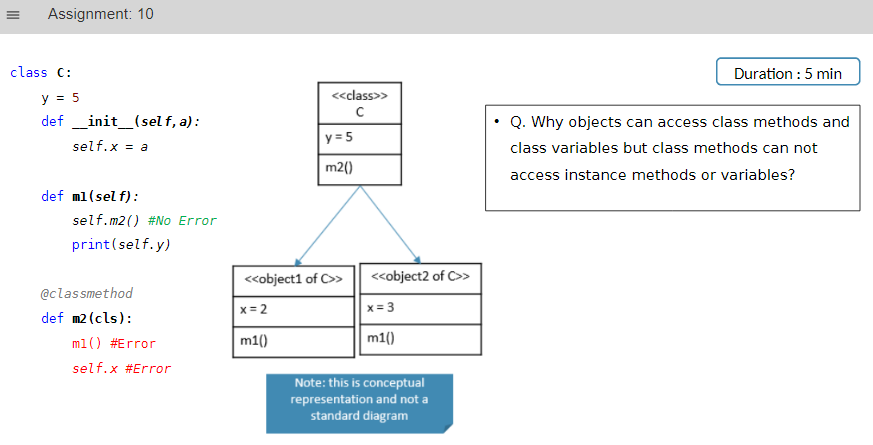 Assignment: 10
class C:
y = 5
def __init__(self,a):
self.x = a
def m1(self):
self.m2() #No Error
print(self.y)
@classmethod
def m2(cls):
m1() #Error
self.x #Error
<<class>>
C
y = 5
m2()
<<object1 of C>>
x = 2
m1()
<<object2 of C>>
x = 3
m1()
Note: this is conceptual
representation and not a
standard diagram
Duration : 5 min
• Q. Why objects can access class methods and
class variables but class methods can not
access instance methods or variables?